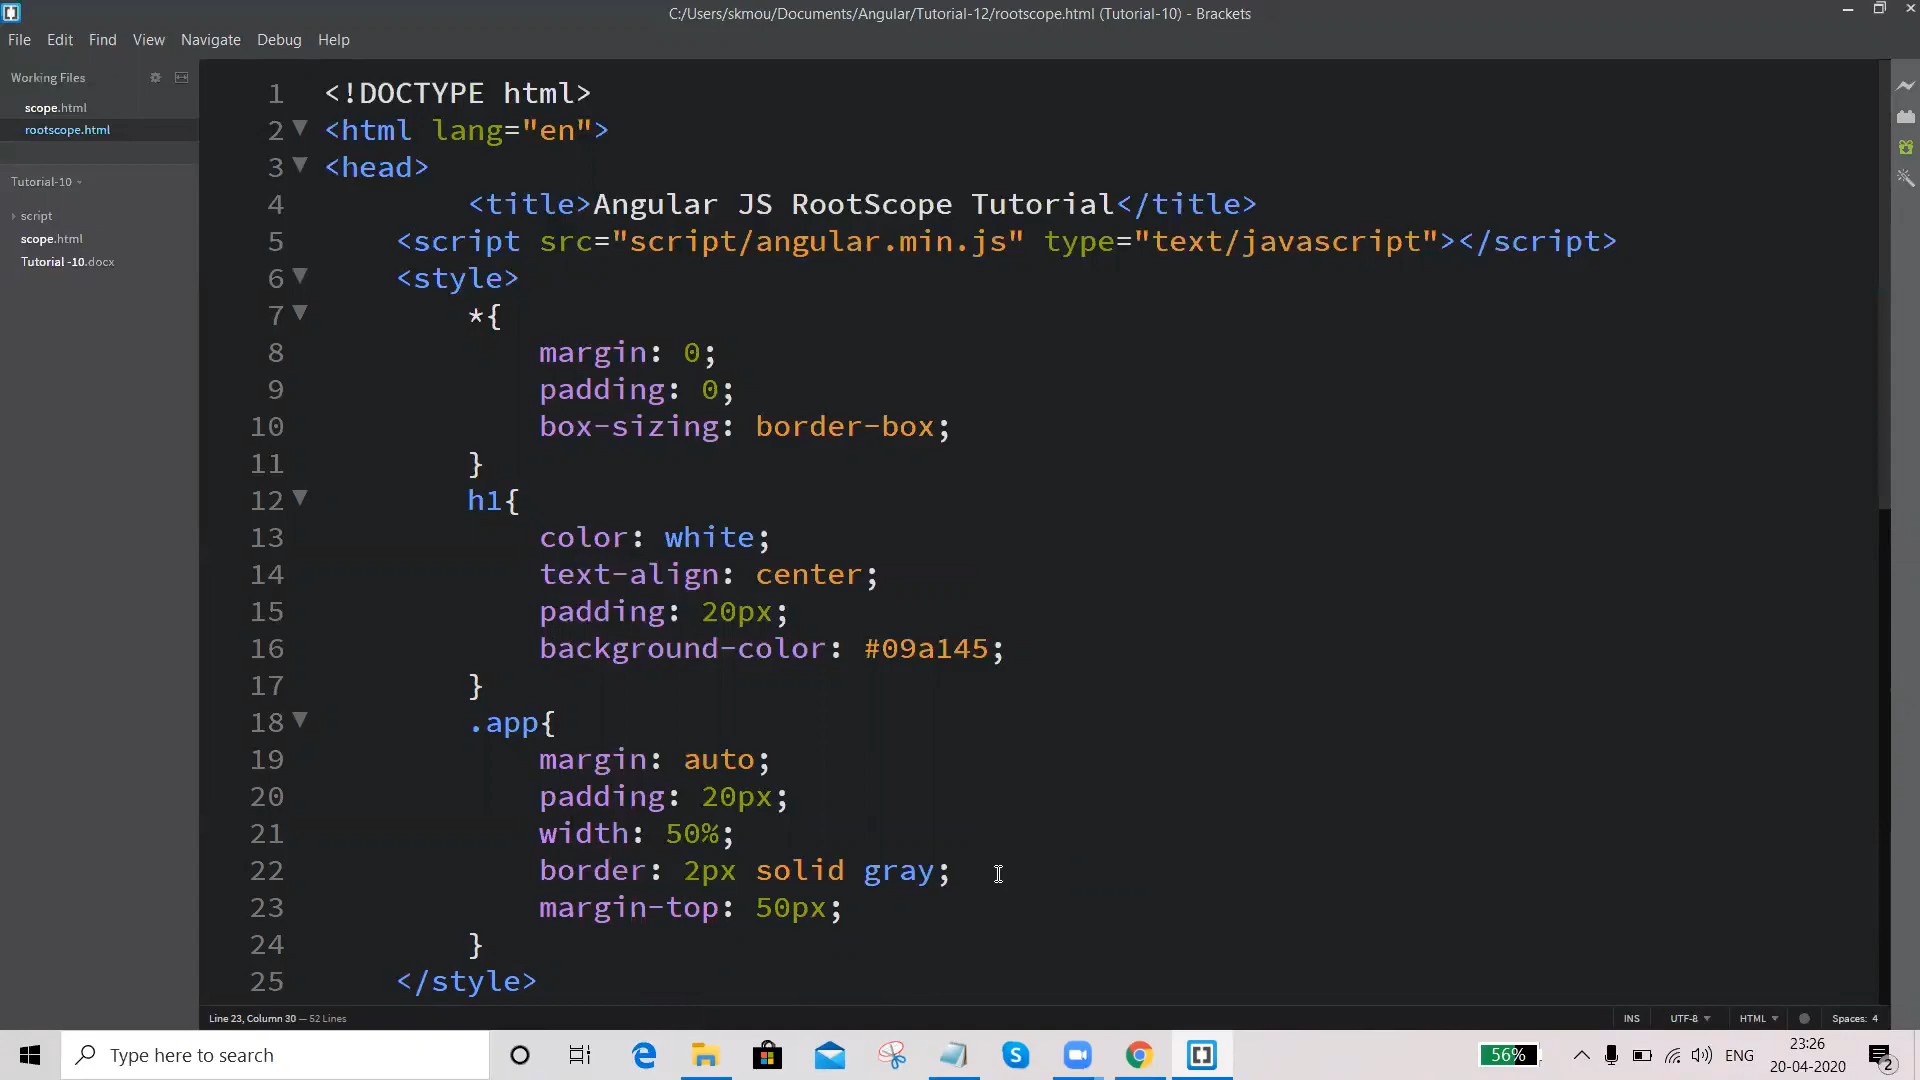 C:/Users/skmou/Documents/Angular/Tutorial-12/rootscope.html (Tutorial-10) - Brackets
File Edit Find View Navigate Debug Help
Working Files
scope.html
rootscope.html
Tutorial-10
script
scope.html
Tutorial -10.docx
1 <!DOCTYPE html>
2 <html lang="en">
3 <head>
4 <title>Angular JS RootScope Tutorial</title>
5 <script src="script/angular.min.js" type="text/javascript"></script>
6 <style>
7 *{
8 margin: 0;
9 padding: 0;
10 box-sizing: border-box;
11 }
12 h1{
13 color: white;
14 text-align: center;
15 padding: 20px;
16 background-color: #09a145;
17 }
18 .app{
19 margin: auto;
20 padding: 20px;
21 width: 50%;
22 border: 2px solid gray;
23 margin-top: 50px;
24 }
25 </style>
Line 23, Column 30 — 52 Lines
INS UTF-8 HTML Spaces: 4
Type here to search
56%
ENG
23:26
20-04-2020
2